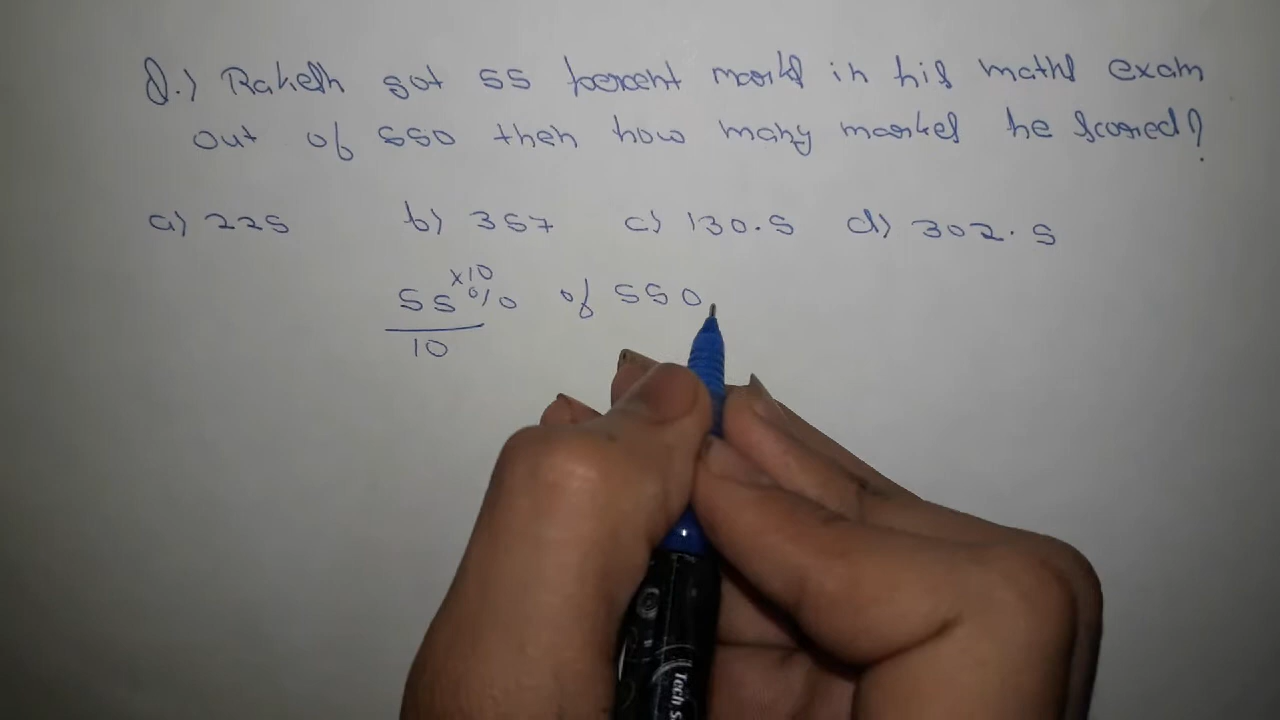 Q.) Rakesh got 55 percent marks in his maths exam
out of 550 then how many marks he scored?
a) 225 b) 357 c) 130.5 d) 302.5
×10
55 % of 550
10
Tech